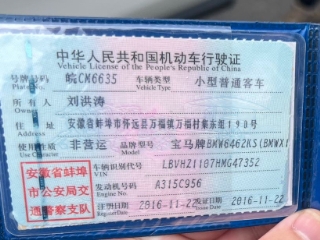 中华人民共和国机动车行驶证
Vehicle License of the People's Republic of China
号牌号码 皖CM6635 车辆类型 小型普通客车
Plate No. Vehicle Type
所有人 刘洪涛
Owner
住址 安徽省蚌埠市怀远县万福镇万福村集东组190号
Address
使用性质 非营运 品牌型号 宝马牌BMW6462KS(BMWX1
Use Character Model
安徽省蚌埠
市公安局交
通警察支队
车辆识别代号 LBVHZ1107HMG47352
VIN
发动机号码 A315C956
Engine No.
注册日期 2016-11-22 发证日期 2016-11-22
Register Date Issue Date